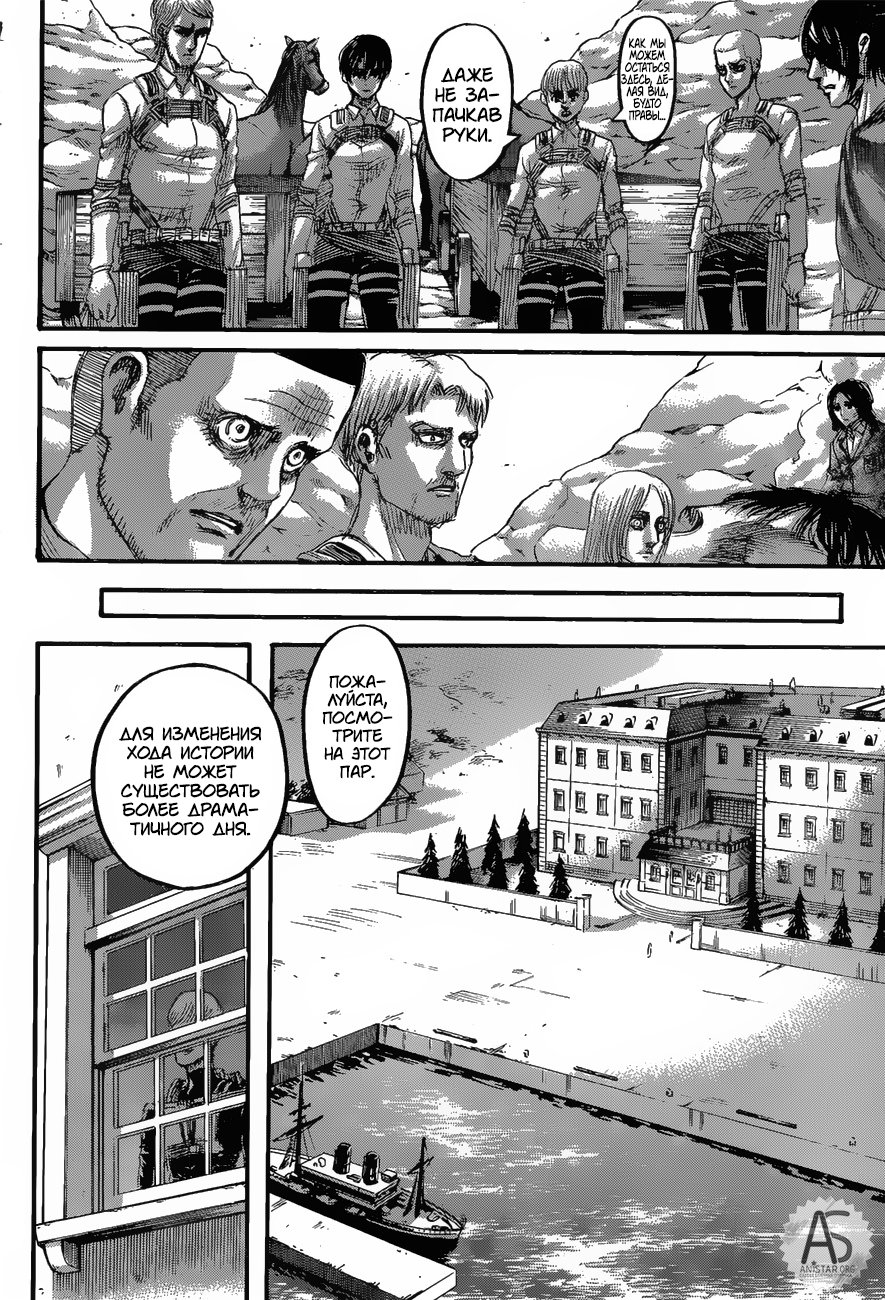 КАК МЫ
МОЖЕМ
ОСТАТЬСЯ
ЗДЕСЬ, ДЕ-
ЛАЯ ВИД,
БУДТО
ПРАВЫ...
ДАЖЕ
НЕ ЗА-
ПАЧКАВ
РУКИ.
ПОЖА-
ЛУЙСТА,
ПОСМО-
ТРИТЕ
НА ЭТОТ
ПАР.
ДЛЯ ИЗМЕНЕНИЯ
ХОДА ИСТОРИИ
НЕ МОЖЕТ
СУЩЕСТВОВАТЬ
БОЛЕЕ ДРАМА-
ТИЧНОГО ДНЯ.
AS
ANISTAR.ORG